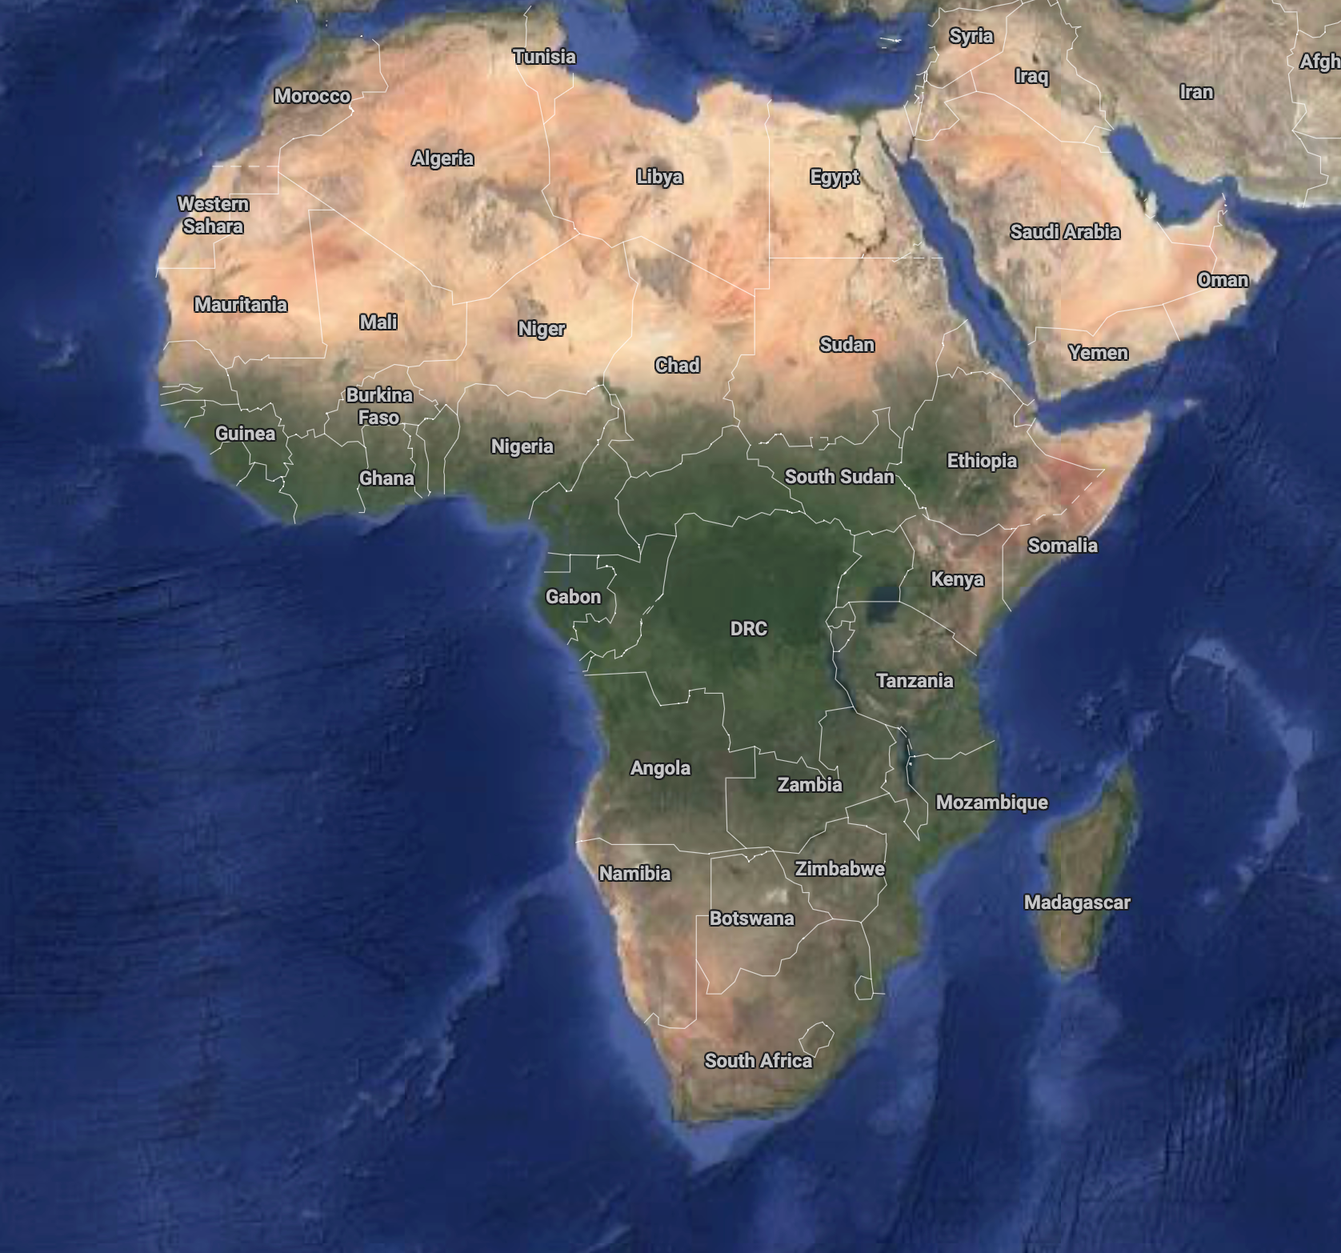 Syria
Afgh
Tunisia
Iraq
Iran
Morocco
Algeria
Libya
Egypt
Western
Sahara
Saudi Arabia
Oman
Mauritania
Mali
Niger
Sudan
Yemen
Chad
Burkina
Faso
Guinea
Nigeria
Ethiopia
Ghana
South Sudan
Somalia
Kenya
Gabon
DRC
Tanzania
Angola
Zambia
Mozambique
Namibia
Zimbabwe
Madagascar
Botswana
South Africa